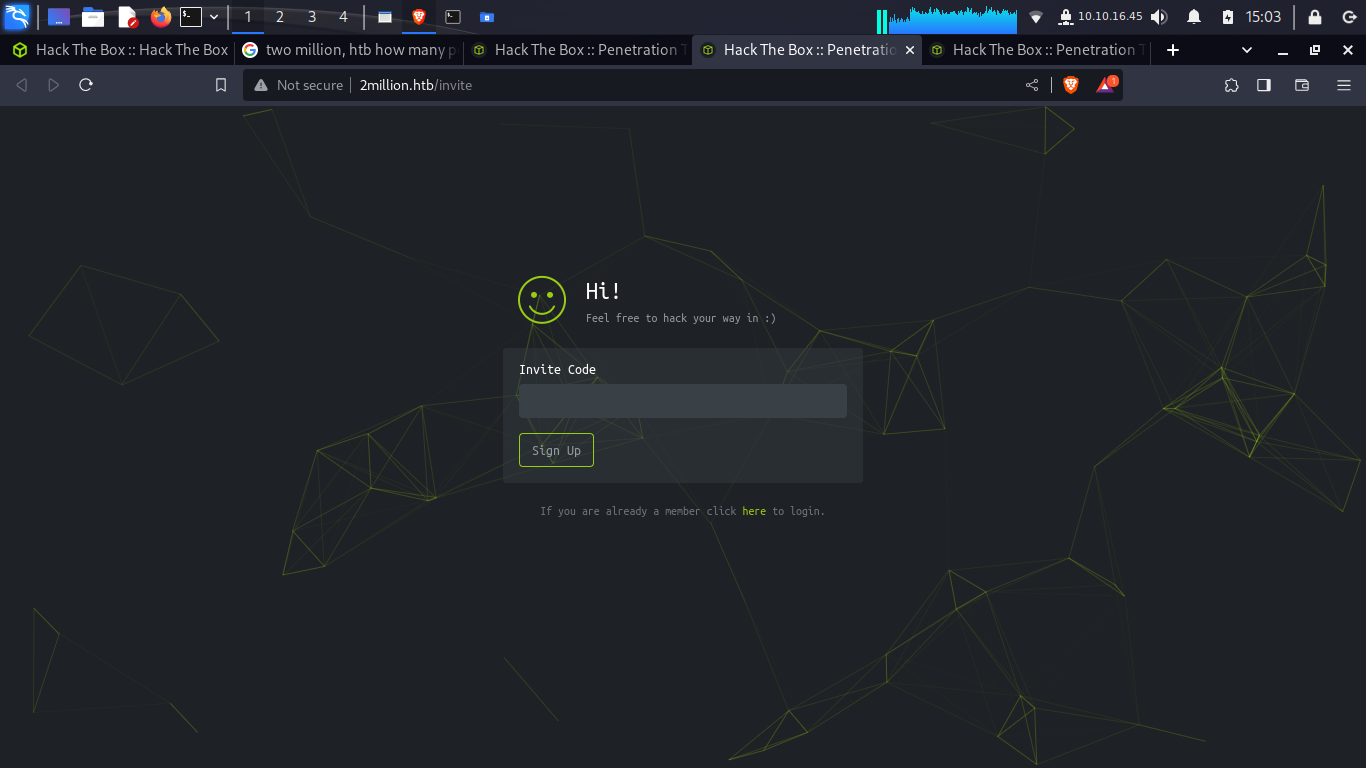 1 2 3 4 10.10.16.45 15:03
Hack The Box :: Hack The Box
two million, htb how many p
Hack The Box :: Penetration T
Hack The Box :: Penetratio
Hack The Box :: Penetration T
Not secure 2million.htb/invite 1
Hi!
Feel free to hack your way in :)
Invite Code
Sign Up
If you are already a member click here to login.